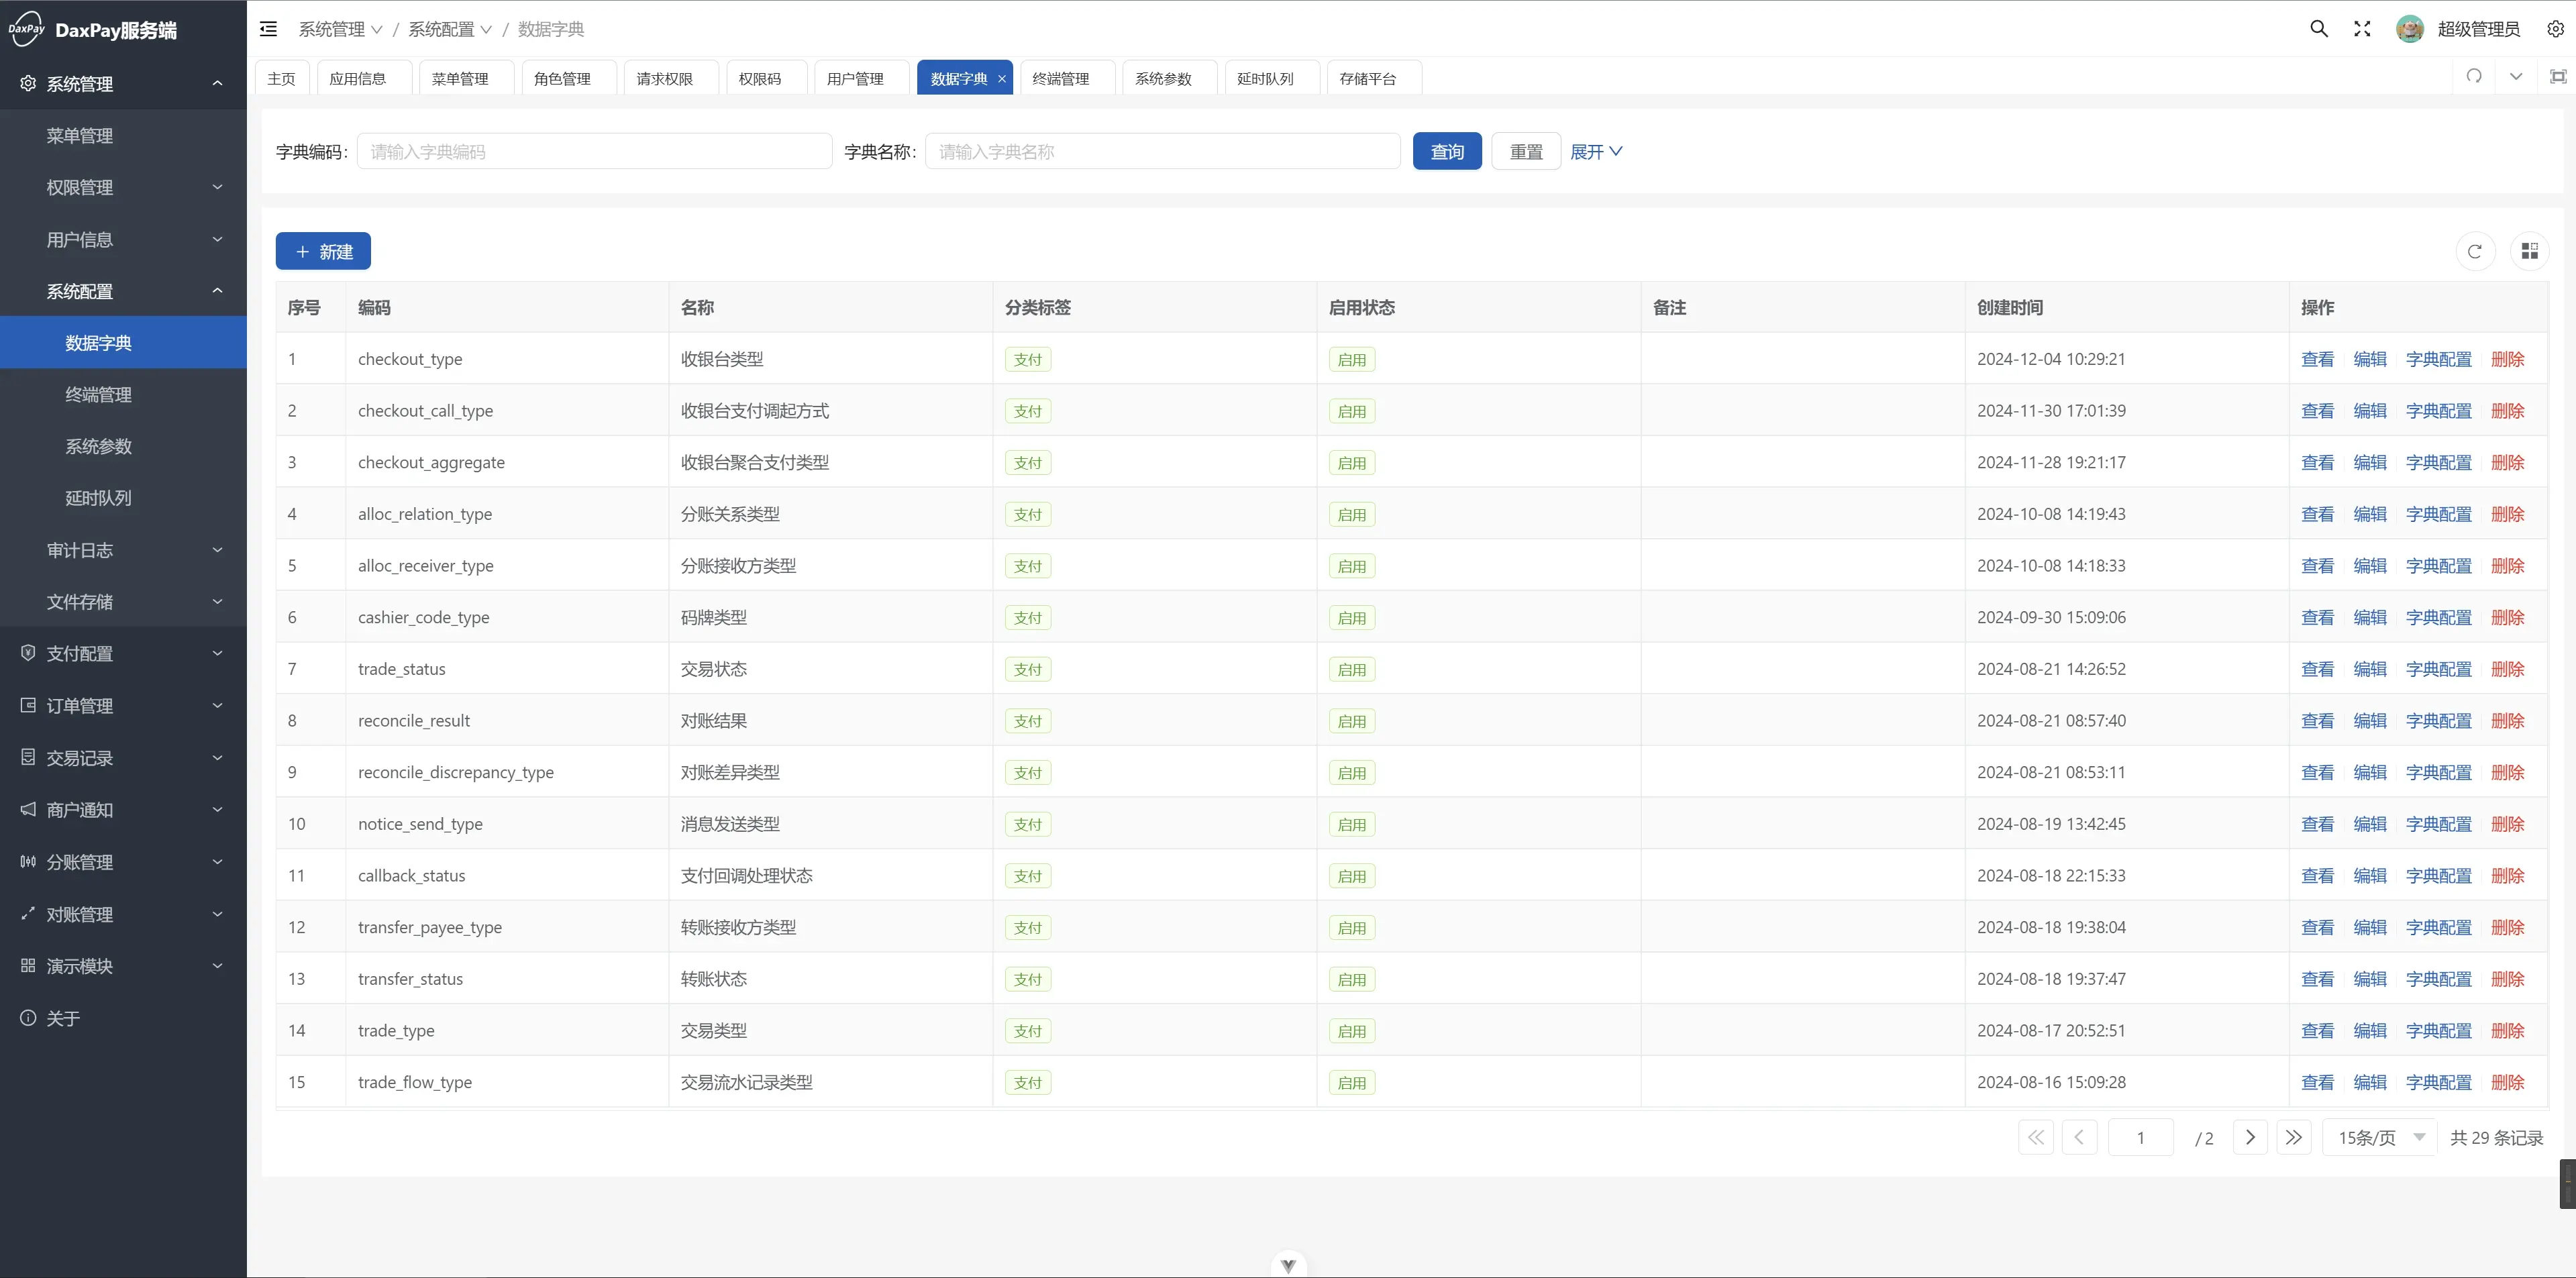 DaxPay DaxPay服务端
系统管理
菜单管理
权限管理
用户信息
系统配置
数据字典
终端管理
系统参数
延时队列
审计日志
文件存储
支付配置
订单管理
交易记录
商户通知
分账管理
对账管理
演示模块
关于
系统管理 / 系统配置 / 数据字典
超级管理员
主页 应用信息 菜单管理 角色管理 请求权限 权限码 用户管理 数据字典 × 终端管理 系统参数 延时队列 存储平台
字典编码: 请输入字典编码 字典名称: 请输入字典名称 查询 重置 展开
+ 新建
序号 编码 名称 分类标签 启用状态 备注 创建时间 操作
1 checkout_type 收银台类型 支付 启用 2024-12-04 10:29:21 查看 编辑 字典配置 删除
2 checkout_call_type 收银台支付调起方式 支付 启用 2024-11-30 17:01:39 查看 编辑 字典配置 删除
3 checkout_aggregate 收银台聚合支付类型 支付 启用 2024-11-28 19:21:17 查看 编辑 字典配置 删除
4 alloc_relation_type 分账关系类型 支付 启用 2024-10-08 14:19:43 查看 编辑 字典配置 删除
5 alloc_receiver_type 分账接收方类型 支付 启用 2024-10-08 14:18:33 查看 编辑 字典配置 删除
6 cashier_code_type 码牌类型 支付 启用 2024-09-30 15:09:06 查看 编辑 字典配置 删除
7 trade_status 交易状态 支付 启用 2024-08-21 14:26:52 查看 编辑 字典配置 删除
8 reconcile_result 对账结果 支付 启用 2024-08-21 08:57:40 查看 编辑 字典配置 删除
9 reconcile_discrepancy_type 对账差异类型 支付 启用 2024-08-21 08:53:11 查看 编辑 字典配置 删除
10 notice_send_type 消息发送类型 支付 启用 2024-08-19 13:42:45 查看 编辑 字典配置 删除
11 callback_status 支付回调处理状态 支付 启用 2024-08-18 22:15:33 查看 编辑 字典配置 删除
12 transfer_payee_type 转账接收方类型 支付 启用 2024-08-18 19:38:04 查看 编辑 字典配置 删除
13 transfer_status 转账状态 支付 启用 2024-08-18 19:37:47 查看 编辑 字典配置 删除
14 trade_type 交易类型 支付 启用 2024-08-17 20:52:51 查看 编辑 字典配置 删除
15 trade_flow_type 交易流水记录类型 支付 启用 2024-08-16 15:09:28 查看 编辑 字典配置 删除
1 / 2 15条/页 共 29 条记录